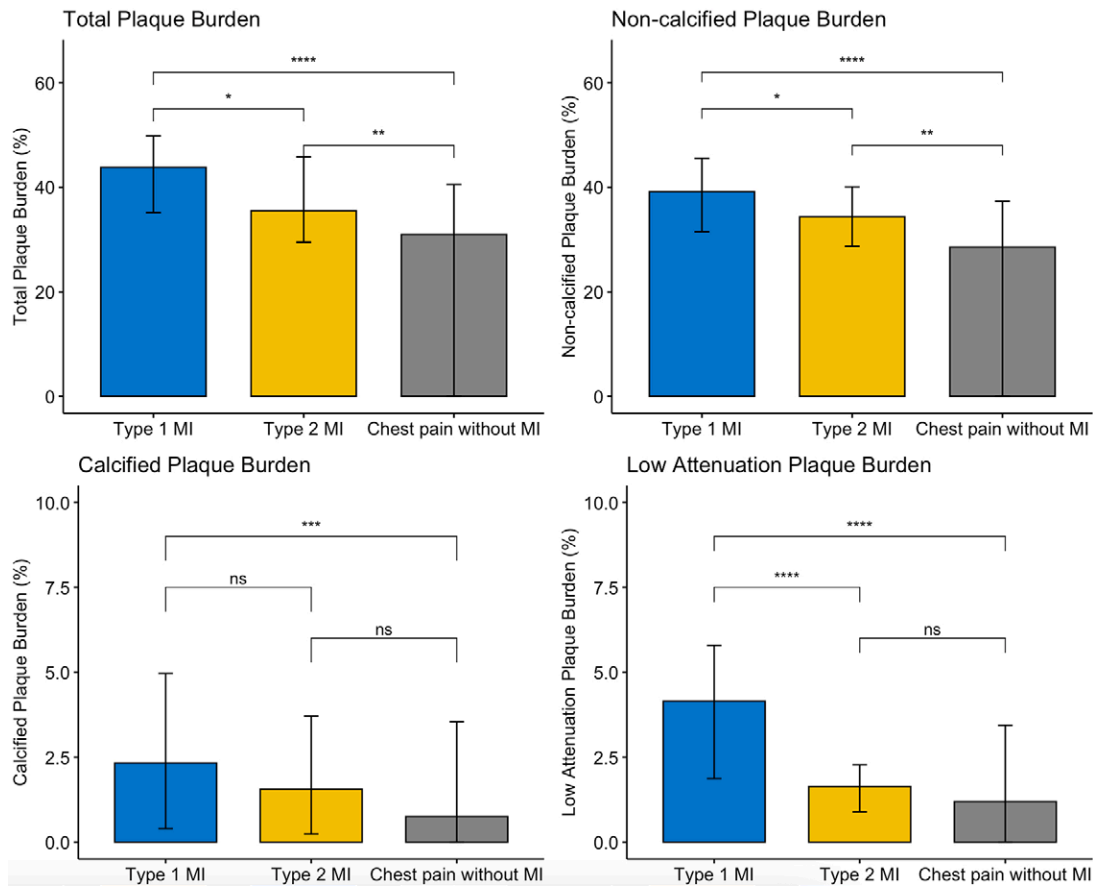 Total Plaque Burden
Total Plaque Burden (%)
60
40
20
0
****
*
**
Type 1 MI
Type 2 MI
Chest pain without MI
Non-calcified Plaque Burden
Non-calcified Plaque Burden (%)
60
40
20
0
****
*
**
Type 1 MI
Type 2 MI
Chest pain without MI
Calcified Plaque Burden
Calcified Plaque Burden (%)
10.0
7.5
5.0
2.5
0.0
***
ns
ns
Type 1 MI
Type 2 MI
Chest pain without MI
Low Attenuation Plaque Burden
Low Attenuation Plaque Burden (%)
10.0
7.5
5.0
2.5
0.0
****
****
ns
Type 1 MI
Type 2 MI
Chest pain without MI